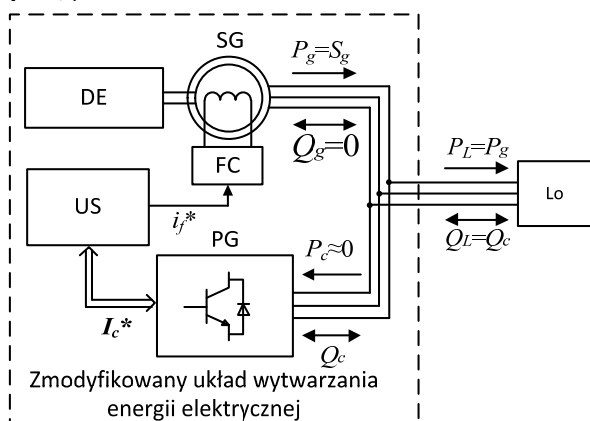 SG
P_g=S_g
DE
Q_g=0
FC
P_L=P_g
Lo
US
i_f*
Q_L=Q_c
PG
P_c≈0
I_c*
Q_c
Zmodyfikowany układ wytwarzania
energii elektrycznej